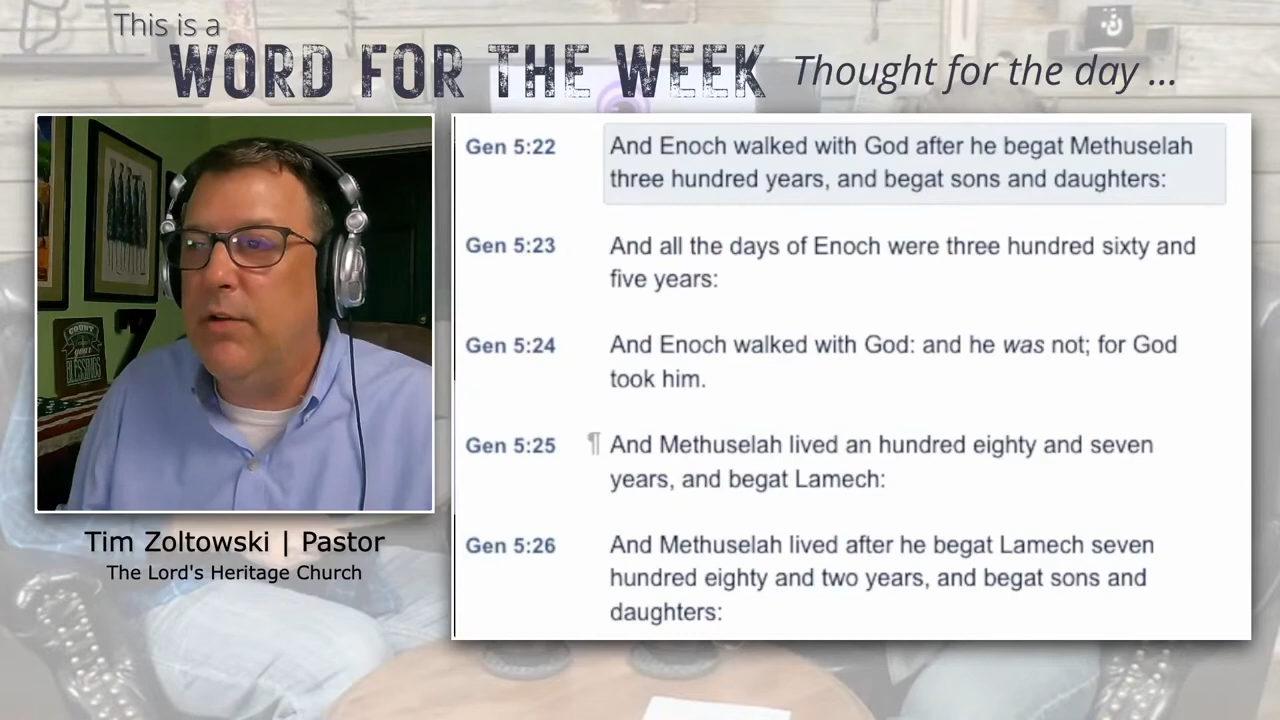 This is a
WORD FOR THE WEEK Thought for the day ...
Gen 5:22 And Enoch walked with God after he begat Methuselah
three hundred years, and begat sons and daughters:
Gen 5:23 And all the days of Enoch were three hundred sixty and
five years:
Gen 5:24 And Enoch walked with God: and he was not; for God
took him.
Gen 5:25 ¶ And Methuselah lived an hundred eighty and seven
years, and begat Lamech:
Gen 5:26 And Methuselah lived after he begat Lamech seven
hundred eighty and two years, and begat sons and
daughters:
COUNT
your
BLESSINGS
Tim Zoltowski | Pastor
The Lord's Heritage Church